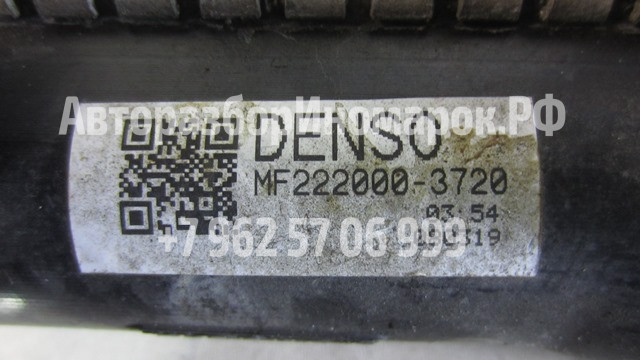 АвторазборИномарок.РФ
DENSO
MF222000-3720
03.54
+7 962 57 06 999